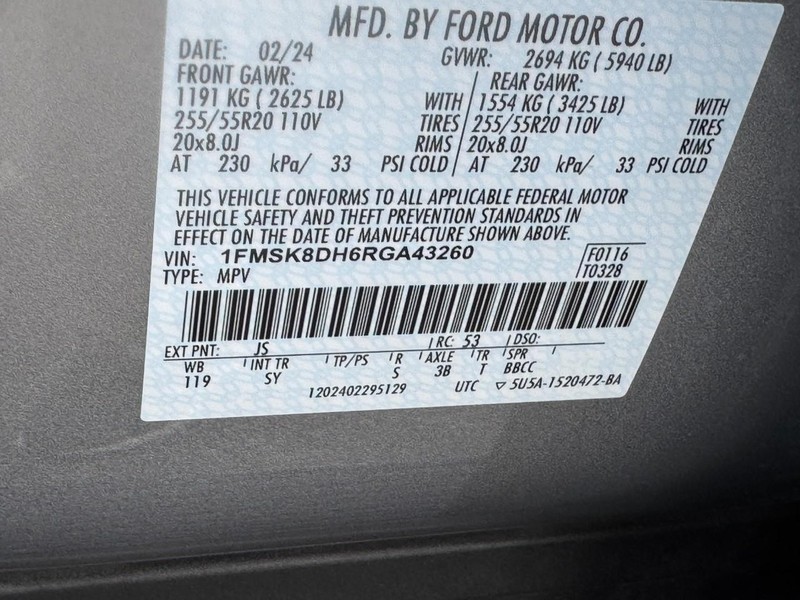 MFD. BY FORD MOTOR CO.
DATE: 02/24 GVWR: 2694 KG ( 5940 LB)
FRONT GAWR: REAR GAWR:
1191 KG ( 2625 LB) WITH 1554 KG ( 3425 LB) WITH
255/55R20 110V TIRES 255/55R20 110V TIRES
20x8.0J RIMS 20x8.0J RIMS
AT 230 kPa/ 33 PSI COLD AT 230 kPa/ 33 PSI COLD
THIS VEHICLE CONFORMS TO ALL APPLICABLE FEDERAL MOTOR
VEHICLE SAFETY AND THEFT PREVENTION STANDARDS IN
EFFECT ON THE DATE OF MANUFACTURE SHOWN ABOVE.
VIN: 1FMSK8DH6RGA43260 F0116
TYPE: MPV T0328
EXT PNT: JS RC: 53 DSO:
WB INT TR TP/PS R AXLE TR SPR
119 SY S 3B T BBCC
1202402295129 UTC ▽ 5U5A-1520472-BA